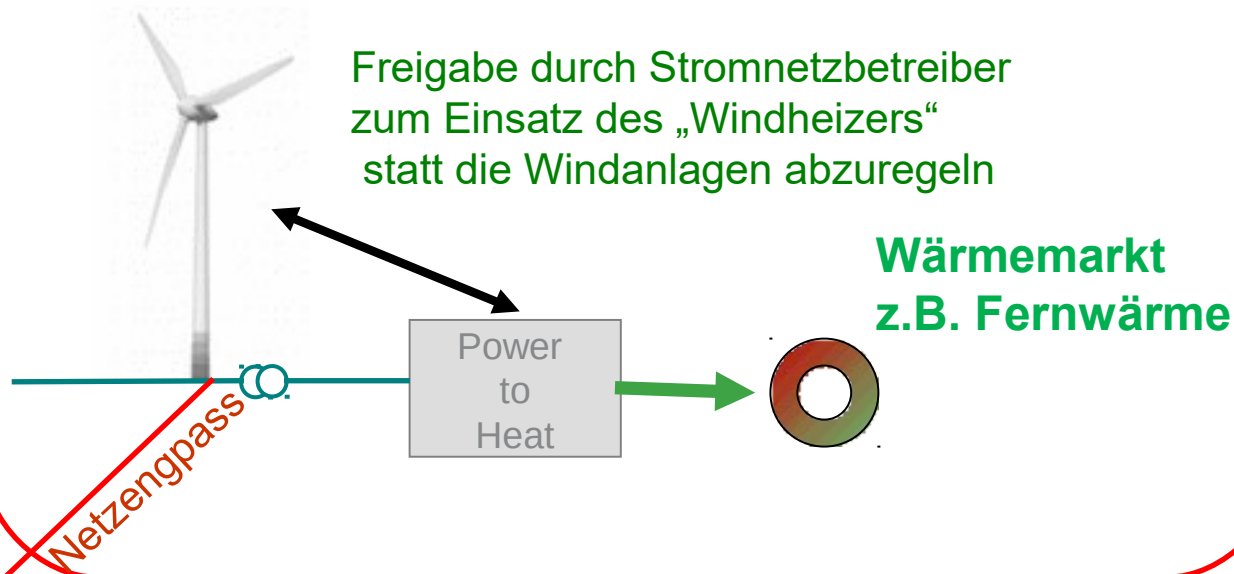 Freigabe durch Stromnetzbetreiber
zum Einsatz des „Windheizers“
statt die Windanlagen abzuregeln
Wärmemarkt
z.B. Fernwärme
Power
to
Heat
Netzengpass